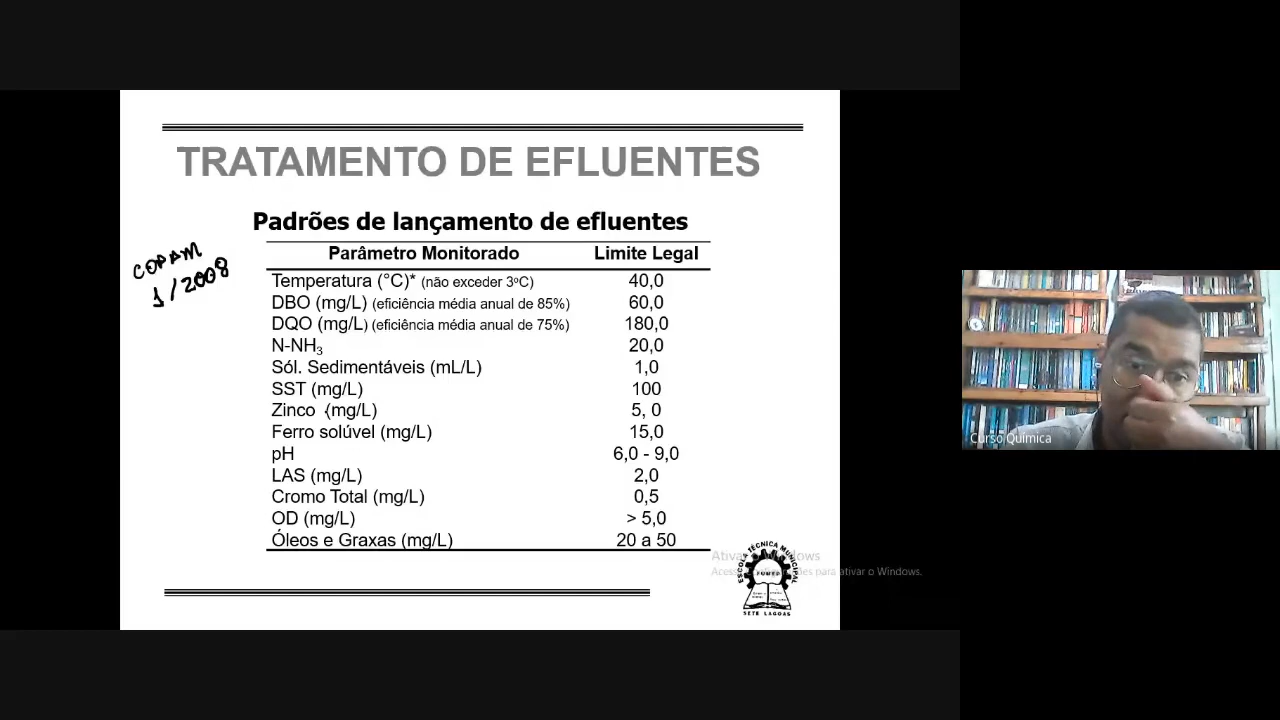 TRATAMENTO DE EFLUENTES
Padrões de lançamento de efluentes
COPAM
1/2008
Parâmetro Monitorado Limite Legal
Temperatura (°C)* (não exceder 3ºC) 40,0
DBO (mg/L) (eficiência média anual de 85%) 60,0
DQO (mg/L) (eficiência média anual de 75%) 180,0
N-NH₃ 20,0
Sól. Sedimentáveis (mL/L) 1,0
SST (mg/L) 100
Zinco (mg/L) 5, 0
Ferro solúvel (mg/L) 15,0
pH 6,0 - 9,0
LAS (mg/L) 2,0
Cromo Total (mg/L) 0,5
OD (mg/L) > 5,0
Óleos e Graxas (mg/L) 20 a 50
ESCOLA TÉCNICA MUNICIPAL
SETE LAGOAS
para ativar o Windows.
Curso Química